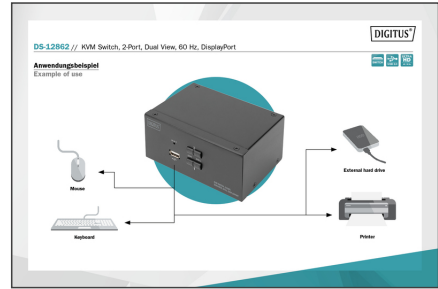 DIGITUS®
DS-12862 // KVM Switch, 2-Port, Dual View, 60 Hz, DisplayPort
Anwendungsbeispiel
Example of use
DIGITUS
Mouse
External hard drive
Keyboard
Printer